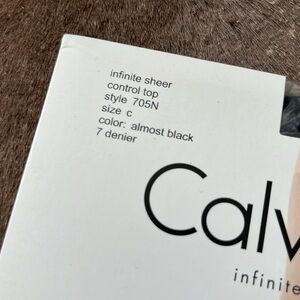 infinite sheer
control top
style 705N
size c
color: almost black
7 denier
Calv
infinite